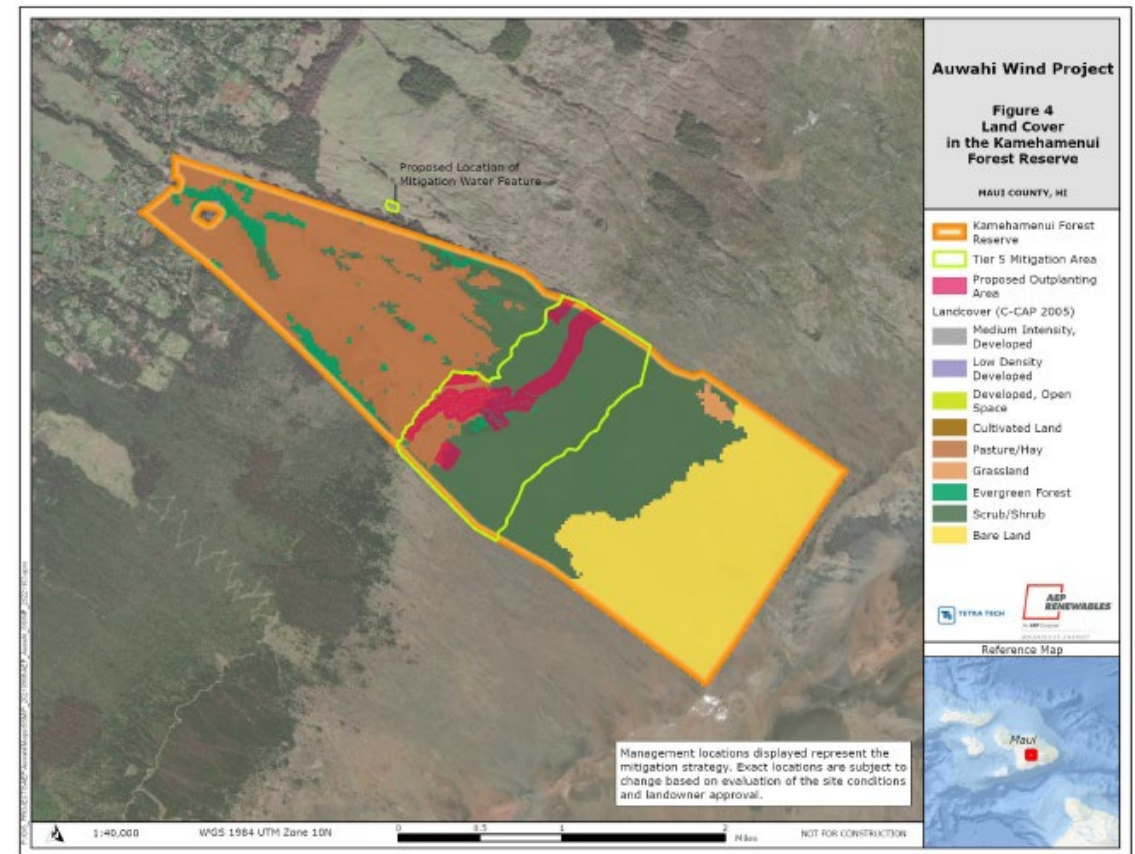 Auwahi Wind Project
Figure 4
Land Cover
in the Kamehamenui
Forest Reserve
MAUI COUNTY, HI
Kamehamenui Forest
Reserve
Tier 5 Mitigation Area
Proposed Outplanting
Area
Landcover (C-CAP 2005)
Medium Intensity,
Developed
Low Density
Developed
Developed, Open
Space
Cultivated Land
Pasture/Hay
Grassland
Evergreen Forest
Scrub/Shrub
Bare Land
TETRA TECH
AEP
RENEWABLES
Reference Map
Maui
Proposed Location of
Mitigation Water Feature
Management locations displayed represent the
mitigation strategy. Exact locations are subject to
change based on evaluation of the site conditions
and landowner approval.
1:40,000
WGS 1984 UTM Zone 10N
0 0.5 1 2
Miles
NOT FOR CONSTRUCTION